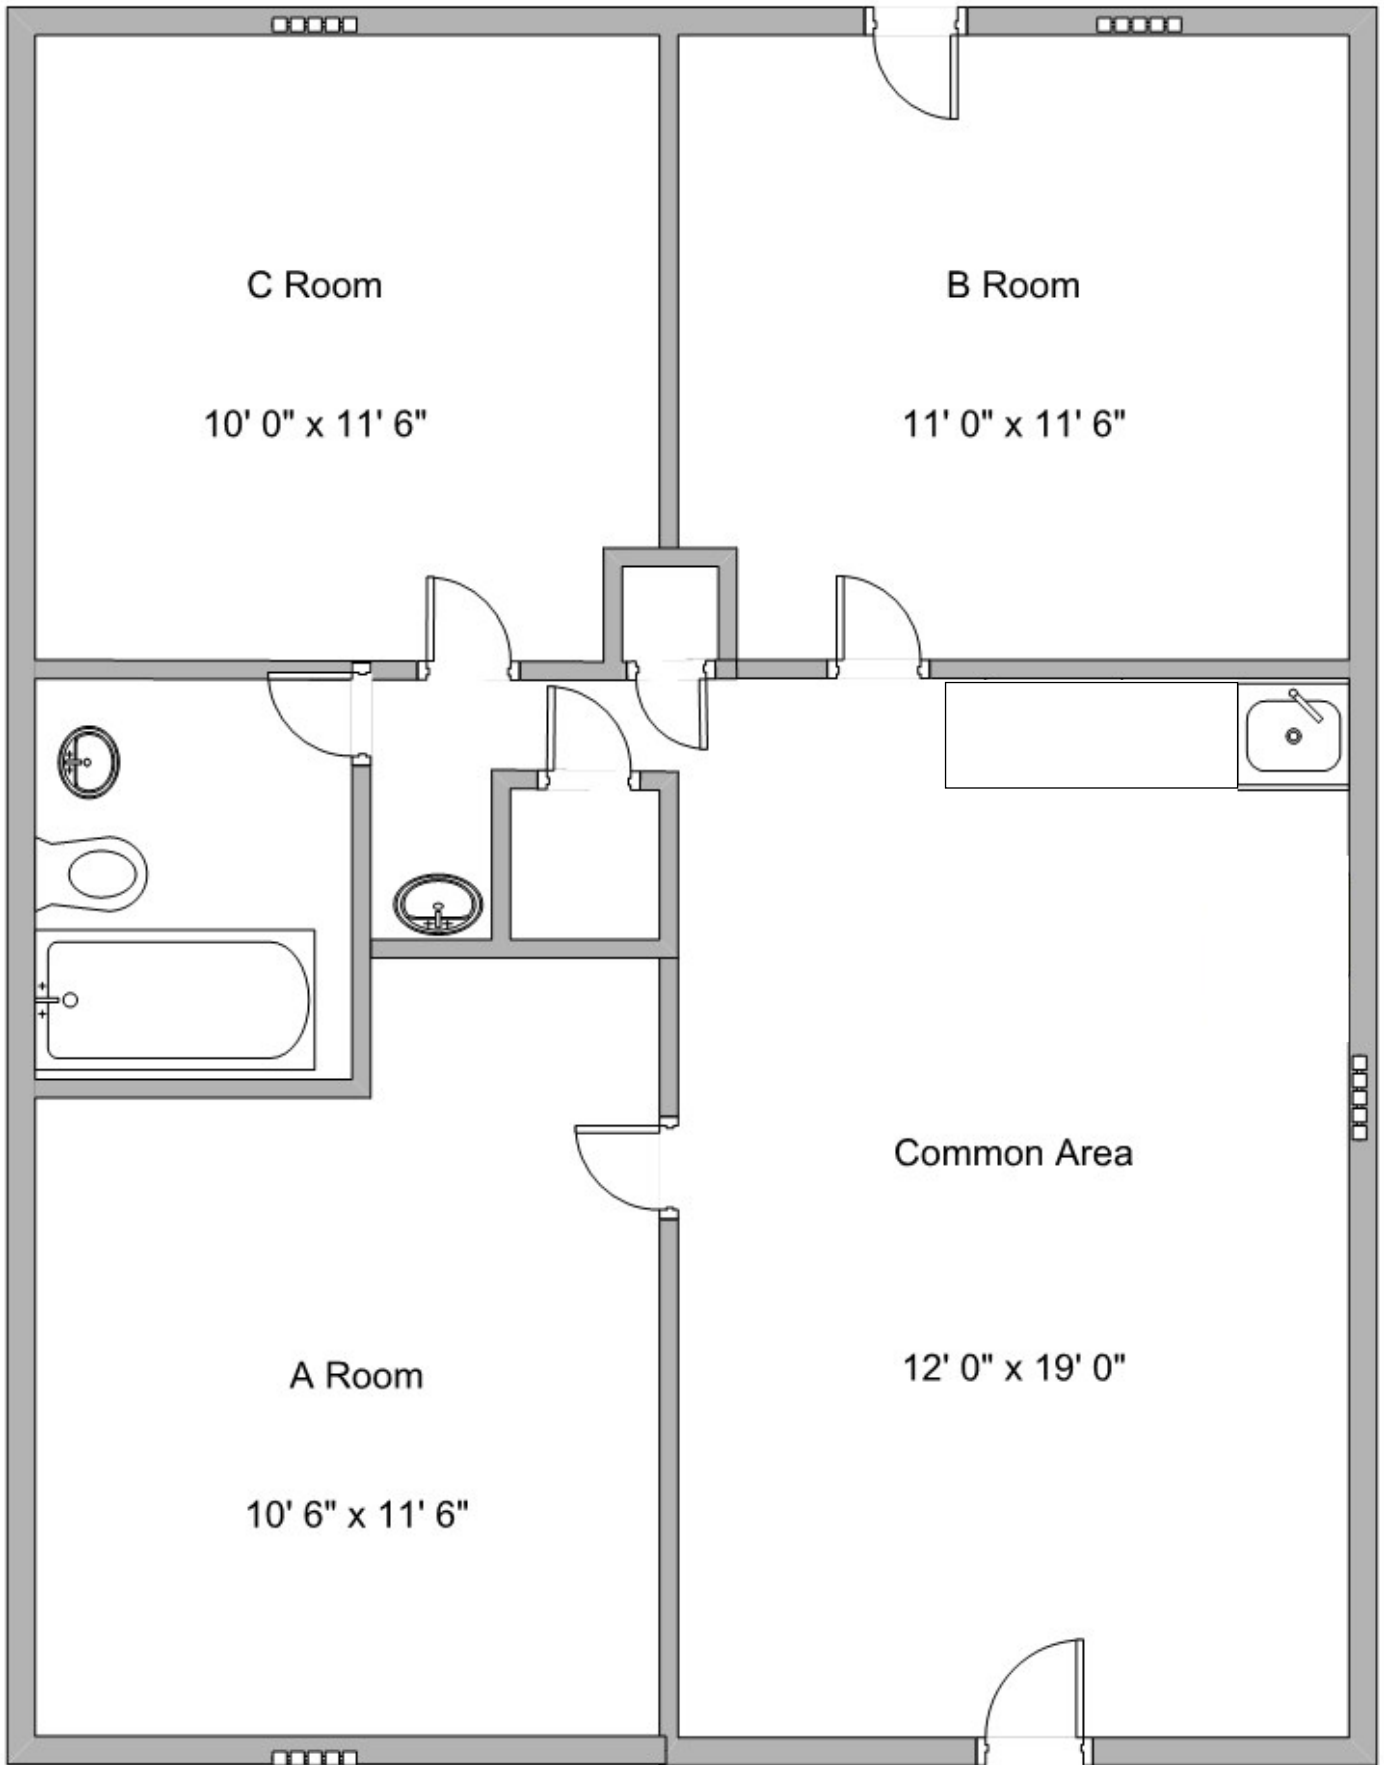 C Room
B Room
10' 0" x 11' 6"
11' 0" x 11' 6"
Common Area
12' 0" x 19' 0"
A Room
10' 6" x 11' 6"